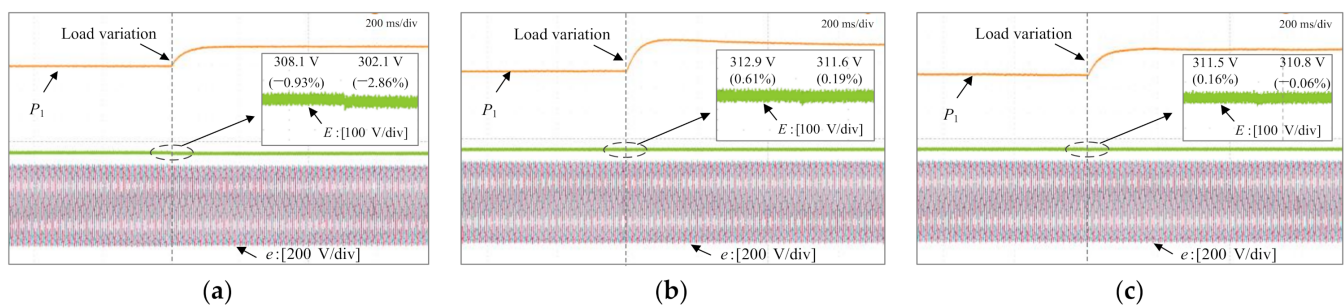 200 ms/div
Load variation
308.1 V 302.1 V
(−0.93%) (−2.86%)
P1
E:[100 V/div]
e:[200 V/div]
(a)
200 ms/div
Load variation
312.9 V 311.6 V
(0.61%) (0.19%)
P1
E:[100 V/div]
e:[200 V/div]
(b)
200 ms/div
Load variation
311.5 V 310.8 V
(0.16%) (−0.06%)
P1
E:[100 V/div]
e:[200 V/div]
(c)